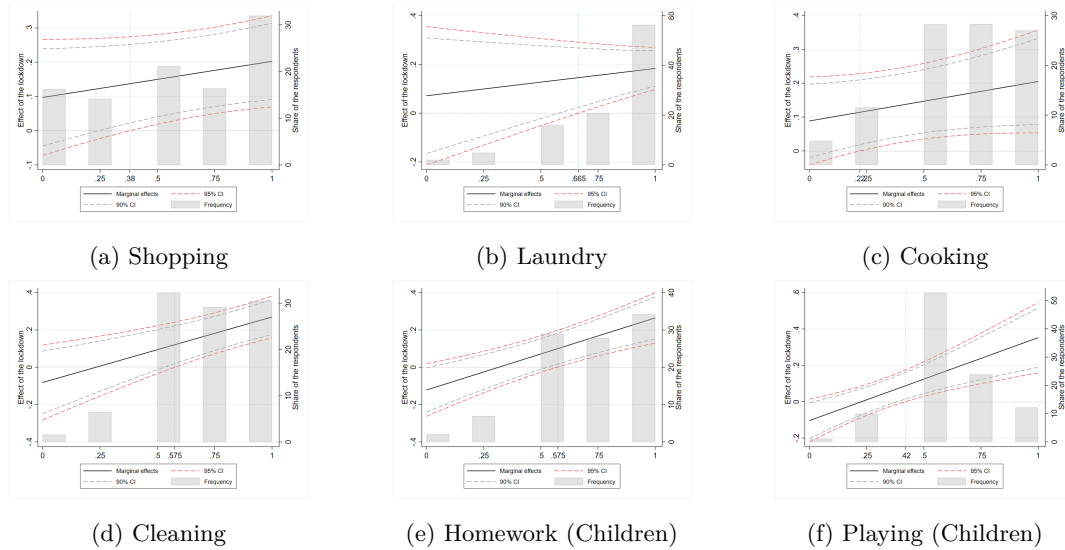 Effect of the lockdown
-.1 0 .1 .2 .3
Share of the respondents
0 10 20 30
0 .25 .38 .5 .75 1
Marginal effects 95% CI
90% CI Frequency
(a) Shopping
Effect of the lockdown
-.2 0 .2 .4
Share of the respondents
0 20 40 60
0 .25 .5 .665 .75 1
Marginal effects 95% CI
90% CI Frequency
(b) Laundry
Effect of the lockdown
0 .1 .2 .3 .4
Share of the respondents
0 10 20 30
0 .22 .25 .5 .75 1
Marginal effects 95% CI
90% CI Frequency
(c) Cooking
Effect of the lockdown
-.4 -.2 0 .2 .4
Share of the respondents
0 10 20 30
0 .25 .5 .575 .75 1
Marginal effects 95% CI
90% CI Frequency
(d) Cleaning
Effect of the lockdown
-.4 -.2 0 .2 .4
Share of the respondents
0 10 20 30 40
0 .25 .5 .575 .75 1
Marginal effects 95% CI
90% CI Frequency
(e) Homework (Children)
Effect of the lockdown
-.2 0 .2 .4 .6
Share of the respondents
0 10 20 30 40 50
0 .25 .42 .5 .75 1
Marginal effects 95% CI
90% CI Frequency
(f) Playing (Children)